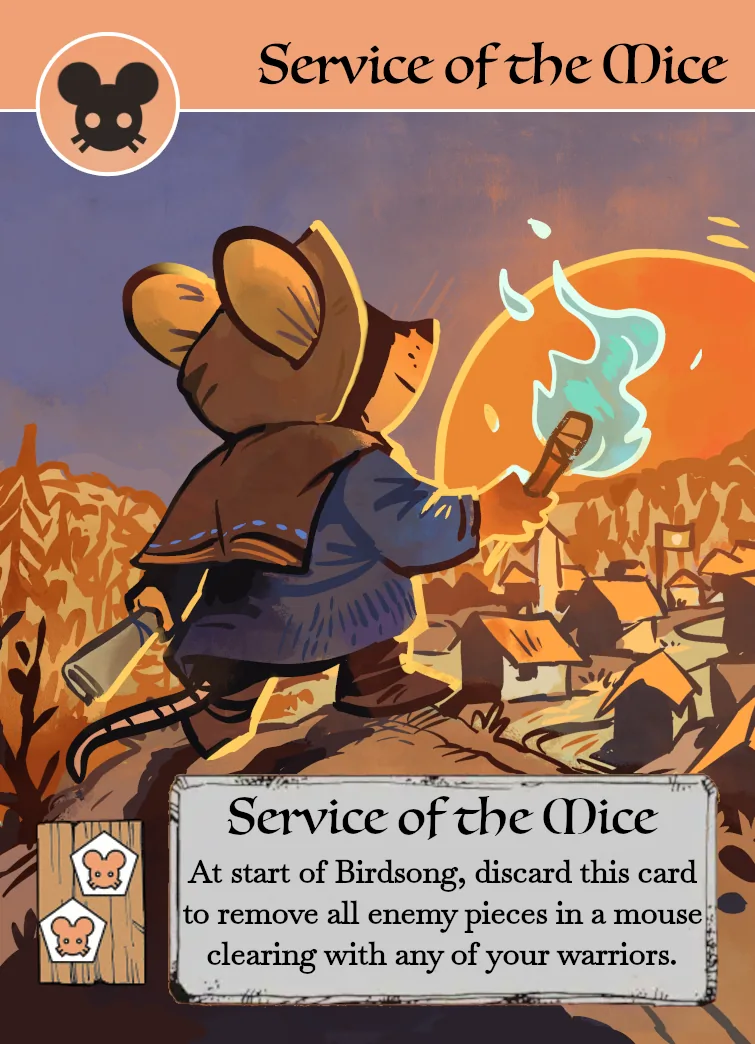 Service of the Mice
Service of the Mice
At start of Birdsong, discard this card
to remove all enemy pieces in a mouse
clearing with any of your warriors.